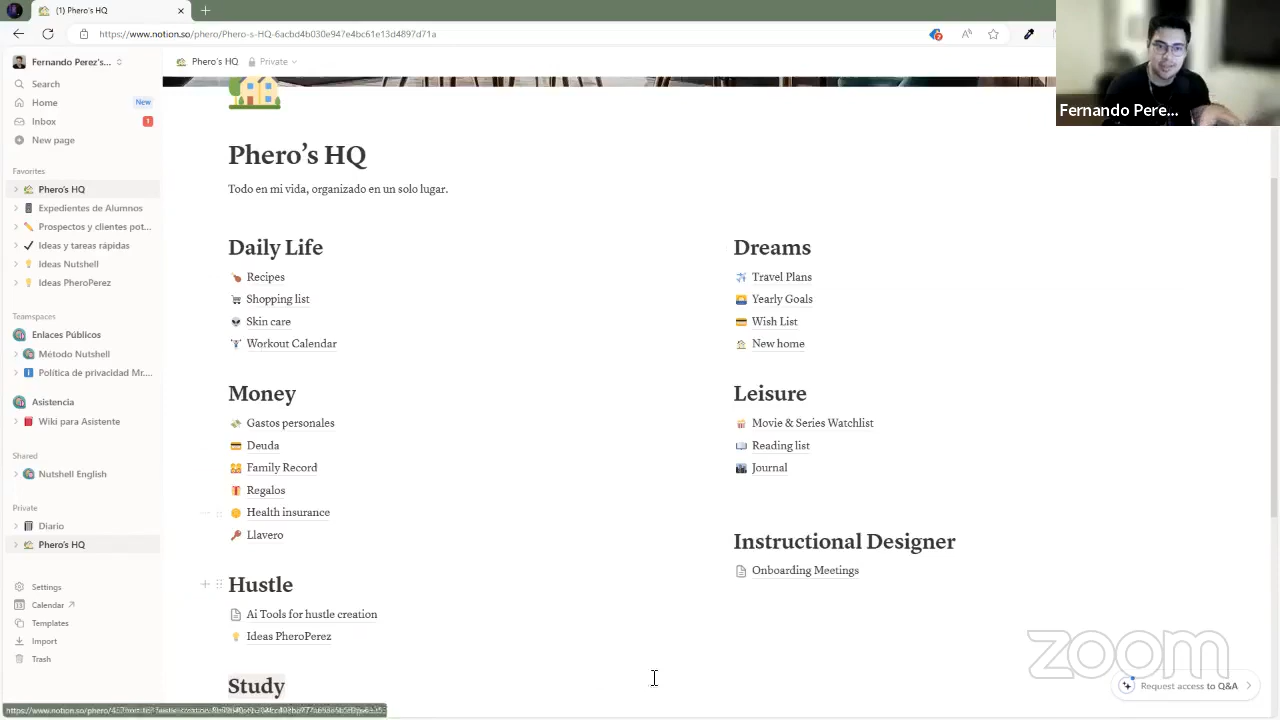 (1) Phero's HQ
https://www.notion.so/phero/Phero-s-HQ-6acbd4b030e947e4bc61e13d4897d71a
Fernando Perez's...
Search
Home
New
Inbox
1
New page
Favorites
Phero's HQ
Expedientes de Alumnos
Prospectos y clientes pot...
Ideas y tareas rápidas
Ideas Nutshell
Ideas PheroPerez
Teamspaces
Enlaces Públicos
Método Nutshell
Política de privacidad Mr....
Asistencia
Wiki para Asistente
Shared
Nutshell English
Private
Diario
Phero's HQ
Settings
Calendar
Templates
Import
Trash
Phero's HQ
Private
Phero's HQ
Todo en mi vida, organizado en un solo lugar.
Daily Life
Recipes
Shopping list
Skin care
Workout Calendar
Money
Gastos personales
Deuda
Family Record
Regalos
Health insurance
Llavero
Hustle
Ai Tools for hustle creation
Ideas PheroPerez
Study
Dreams
Travel Plans
Yearly Goals
Wish List
New home
Leisure
Movie & Series Watchlist
Reading list
Journal
Instructional Designer
Onboarding Meetings
Fernando Pere...
zoom
Request access to Q&A